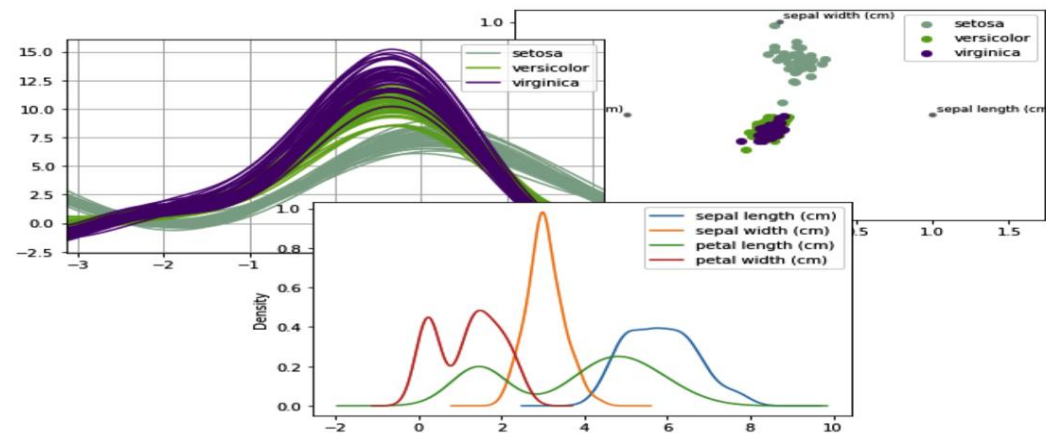 1.0
sepal width (cm)
setosa
versicolor
virginica
m)
sepal length (cm
.5
1.0
1.5
15.0
12.5
10.0
7.5
5.0
2.5
0.0
−2.5
setosa
versicolor
virginica
−3
−2
−1
1.0
0.8
0.6
0.4
0.2
0.0
Density
sepal length (cm)
sepal width (cm)
petal length (cm)
petal width (cm)
−2
0
2
4
6
8
10